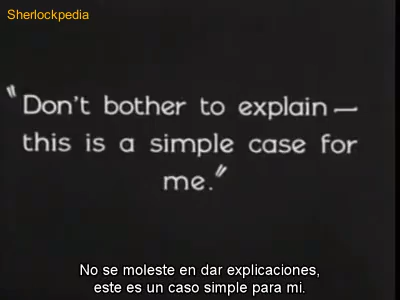 Sherlockpedia
"Don't bother to explain—
this is a simple case for
me."
No se moleste en dar explicaciones,
este es un caso simple para mi.